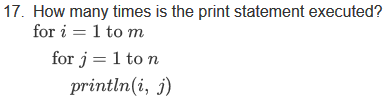 17. How many times is the print statement executed?
for i = 1 to m
for j = 1 to n
println(i, j)